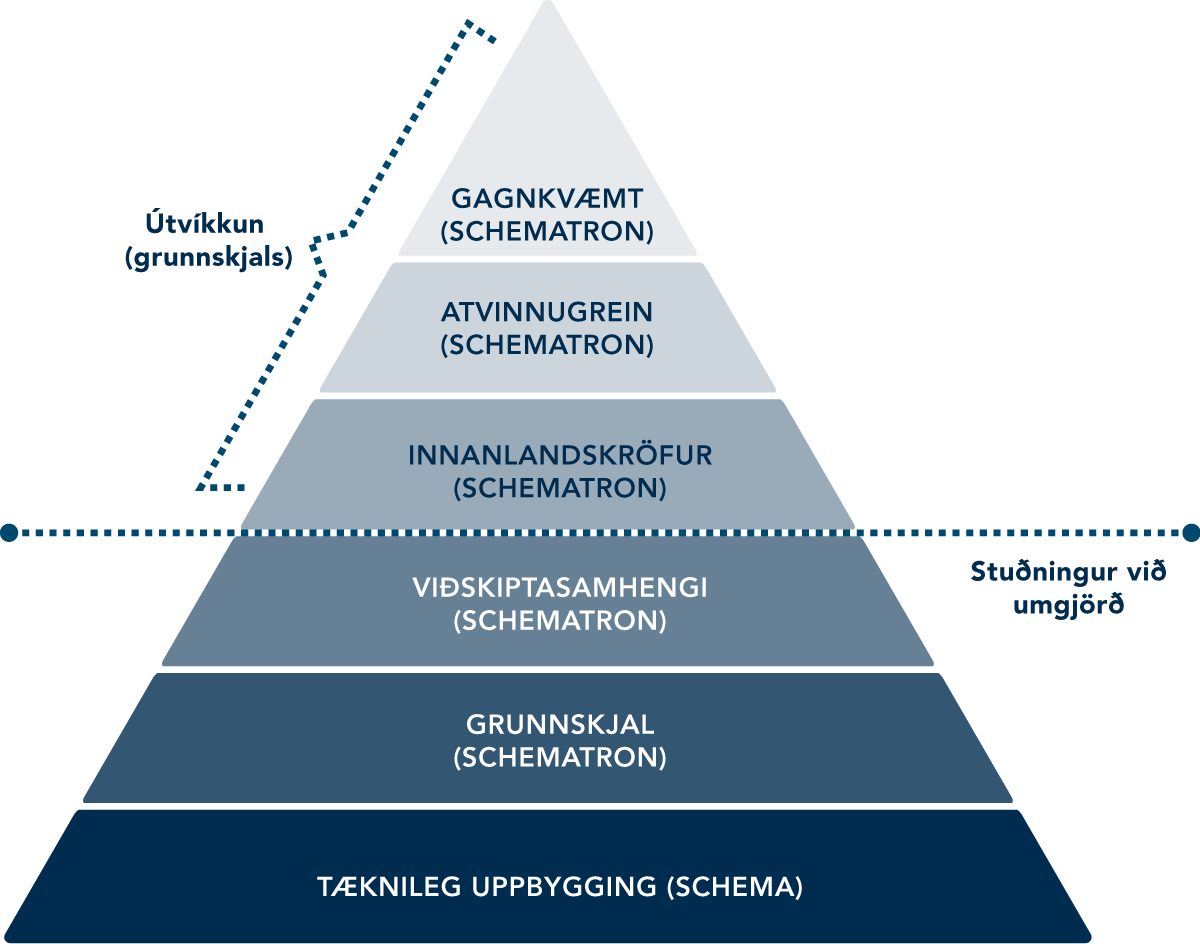 GAGNKVÆMT
(SCHEMATRON)
Útvíkkun
(grunnskjals)
ATVINNUGREIN
(SCHEMATRON)
INNANLANDSKRÖFUR
(SCHEMATRON)
Stuðningur við
umgjörð
VIÐSKIPTASAMHENGI
(SCHEMATRON)
GRUNNSKJAL
(SCHEMATRON)
TÆKNILEG UPPBYGGING (SCHEMA)